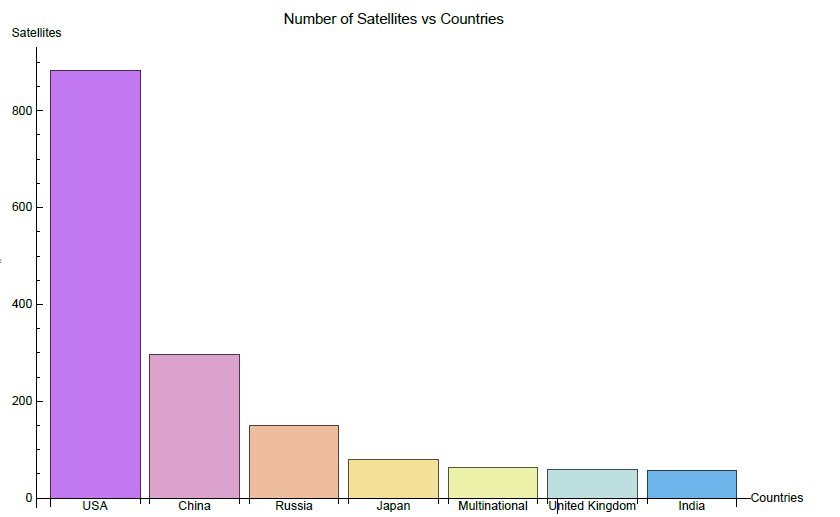 Number of Satellites vs Countries
Satellites
800
600
400
200
0
USA China Russia Japan Multinational United Kingdom India
Countries